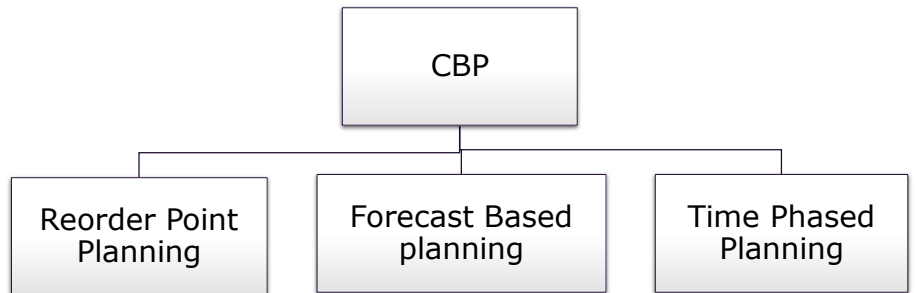 CBP
Reorder Point
Planning
Forecast Based
planning
Time Phased
Planning